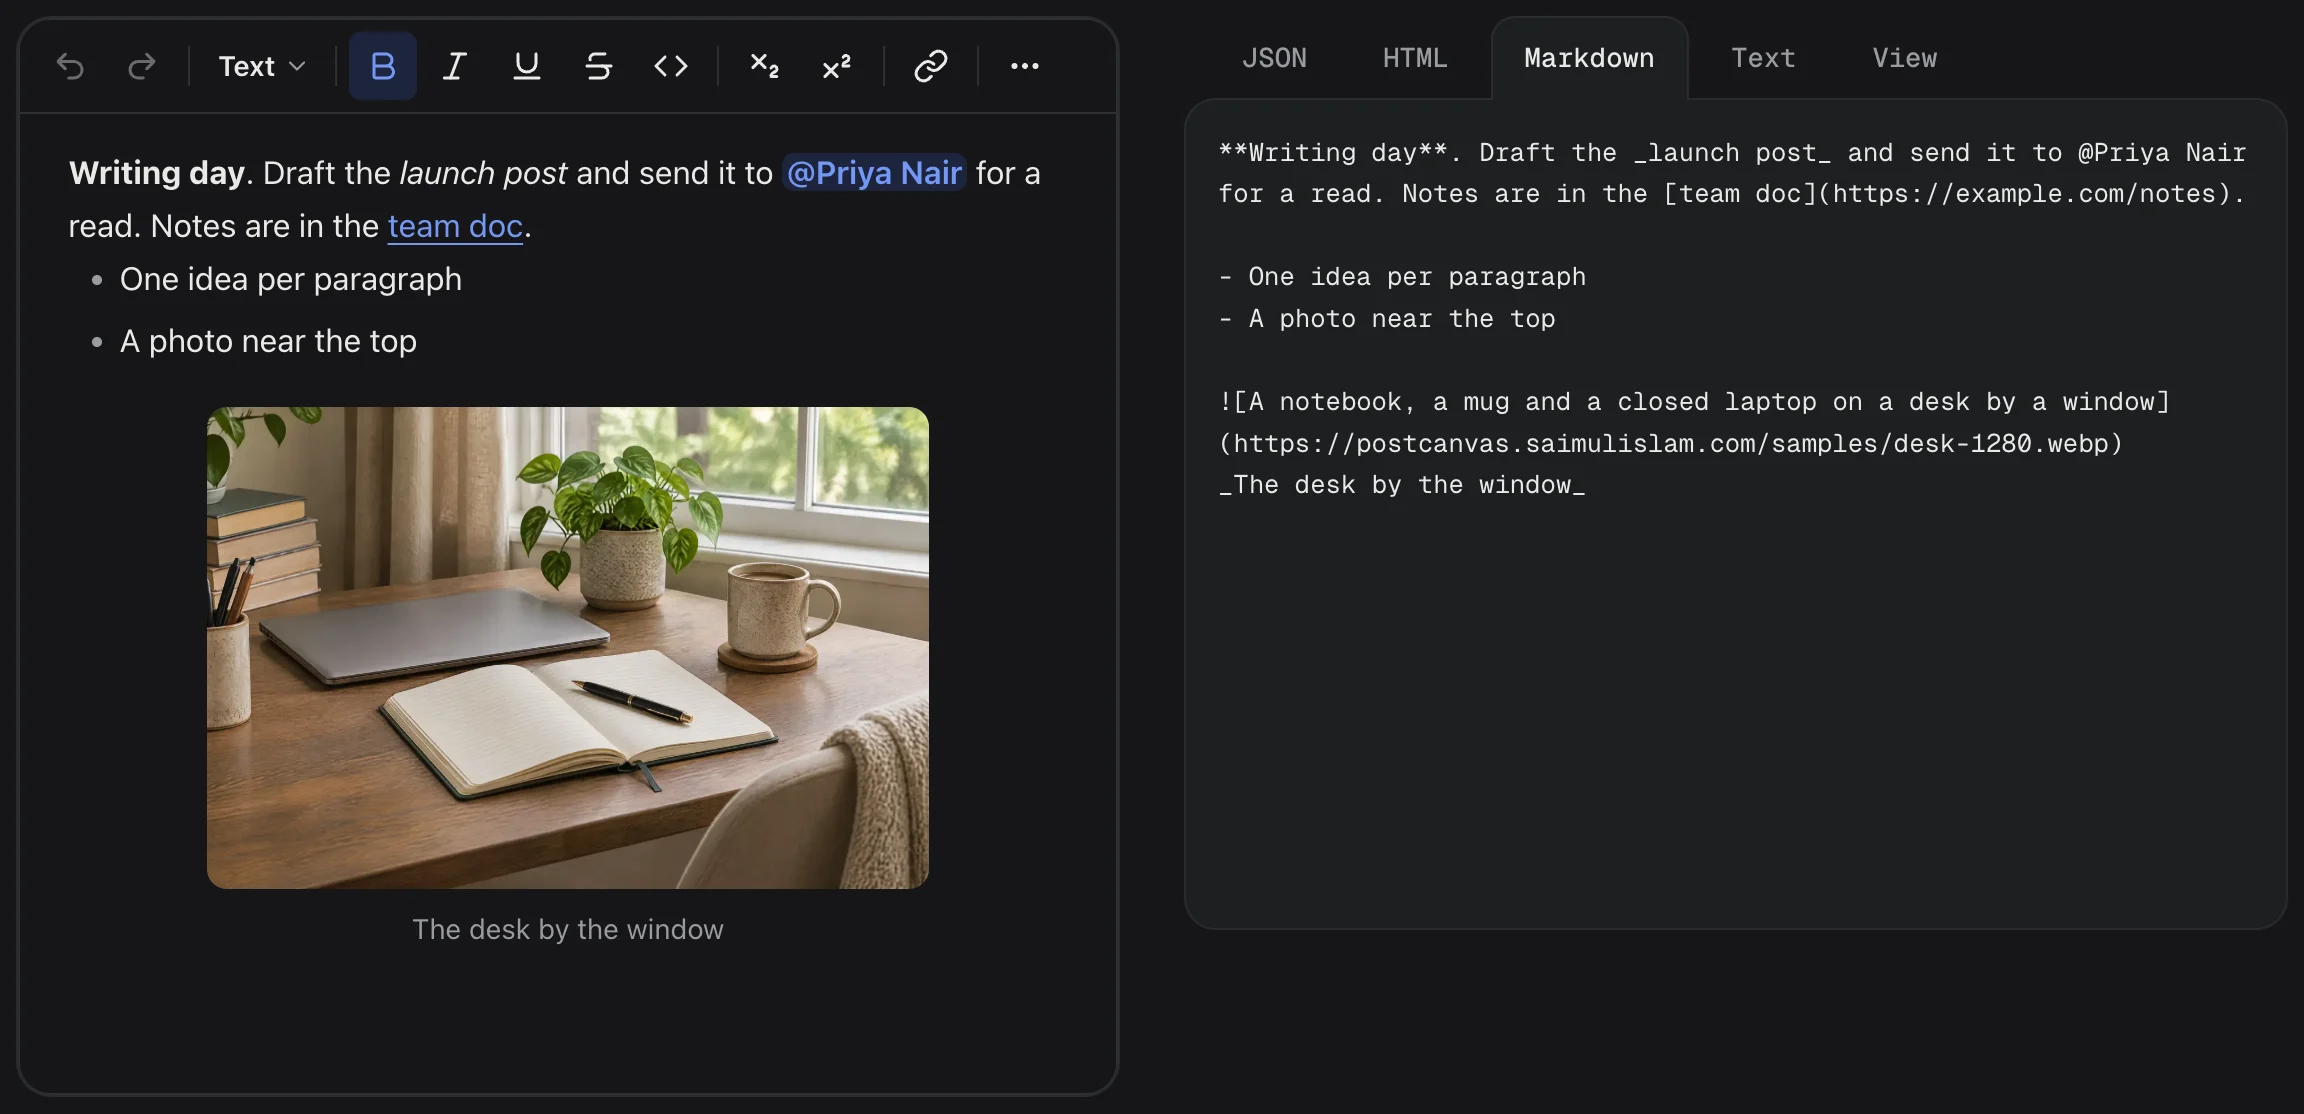 Text
B
I
U
S
<>
x₂
x²
Writing day. Draft the launch post and send it to @Priya Nair for a
read. Notes are in the team doc.
• One idea per paragraph
• A photo near the top
The desk by the window
JSON
HTML
Markdown
Text
View
**Writing day**. Draft the _launch post_ and send it to @Priya Nair
for a read. Notes are in the [team doc](https://example.com/notes).
- One idea per paragraph
- A photo near the top
![A notebook, a mug and a closed laptop on a desk by a window]
(https://postcanvas.saimulislam.com/samples/desk-1280.webp)
_The desk by the window_